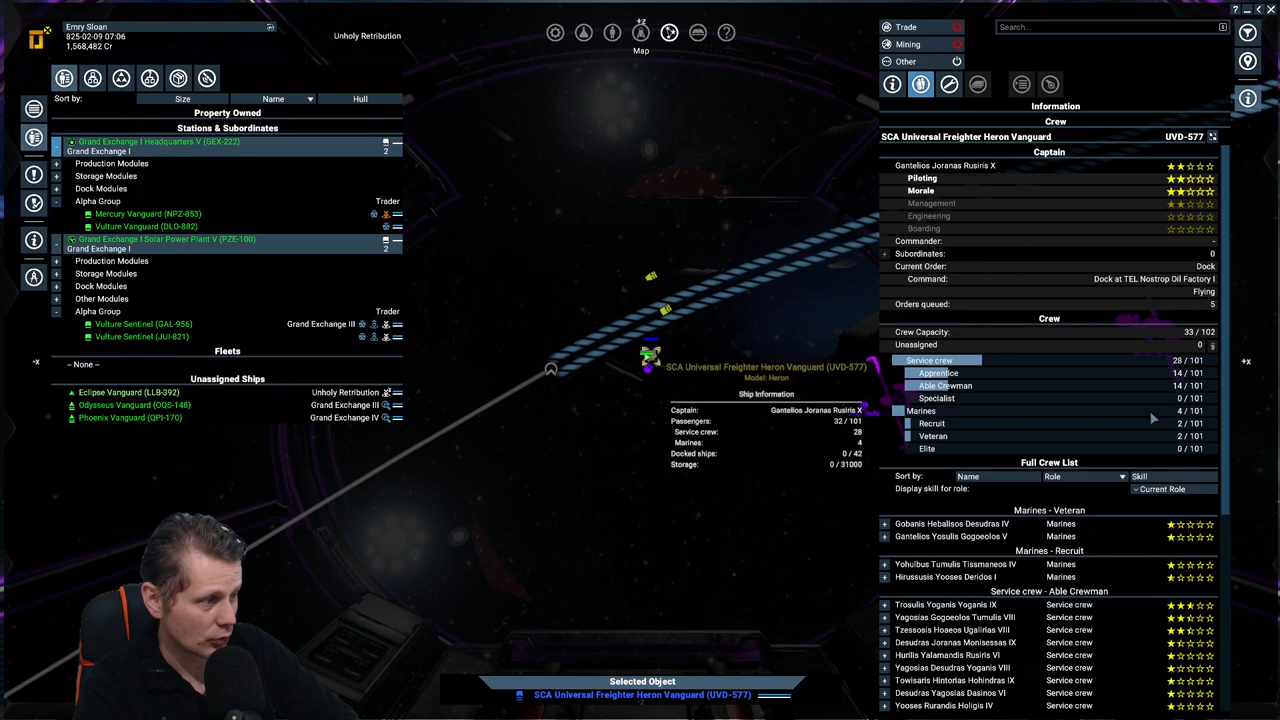 Emry Sloan
825-02-09 07:06
1,568,482 Cr
Unholy Retribution
+Z
Map
Sort by:
Size
Name
Hull
Property Owned
Stations & Subordinates
- Grand Exchange I Headquarters V (GEX-222)
Grand Exchange I 2
+ Production Modules
+ Storage Modules
+ Dock Modules
- Alpha Group Trader
Mercury Vanguard (NPZ-853)
Vulture Vanguard (DLO-882)
- Grand Exchange I Solar Power Plant V (PZE-100)
Grand Exchange I 2
+ Production Modules
+ Storage Modules
+ Dock Modules
+ Other Modules
- Alpha Group Trader
Vulture Sentinel (GAL-956) Grand Exchange III
Vulture Sentinel (JUI-821)
Fleets
-- None --
Unassigned Ships
Eclipse Vanguard (LLB-392) Unholy Retribution
Odysseus Vanguard (OQS-148) Grand Exchange III
Phoenix Vanguard (QPI-170) Grand Exchange IV
-X
+X
SCA Universal Freighter Heron Vanguard (UVD-577)
Model: Heron
Ship Information
Captain: Gantelios Joranas Rusiris X
Passengers: 32 / 101
Service crew: 28
Marines: 4
Docked ships: 0 / 42
Storage: 0 / 31000
Selected Object
SCA Universal Freighter Heron Vanguard (UVD-577)
-Z
Trade
Mining
Other
Search...
Information
Crew
SCA Universal Freighter Heron Vanguard UVD-577
Captain
Gantelios Joranas Rusiris X
Piloting
Morale
Management
Engineering
Boarding
Commander: -
+ Subordinates: 0
Current Order: Dock
Command: Dock at TEL Nostrop Oil Factory I
Flying
Orders queued: 5
Crew
Crew Capacity: 33 / 102
Unassigned 0
Service crew 28 / 101
Apprentice 14 / 101
Able Crewman 14 / 101
Specialist 0 / 101
Marines 4 / 101
Recruit 2 / 101
Veteran 2 / 101
Elite 0 / 101
Full Crew List
Sort by: Name Role Skill
Display skill for role: Current Role
Marines - Veteran
+ Gobanis Hebalisos Desudras IV Marines
+ Gantelios Yosulis Gogoeolos V Marines
Marines - Recruit
+ Yohulbus Tumulis Tissmaneos IV Marines
+ Hirussusis Yooses Deridos I Marines
Service crew - Able Crewman
+ Trosulis Yoganis Yoganis IX Service crew
+ Yagosias Gogoeolos Tumulis VIII Service crew
+ Tzessosis Hoaeos Ugalirias VIII Service crew
+ Desudras Joranas Monisessas IX Service crew
+ Hurilis Yalamandis Rusiris VI Service crew
+ Yagosias Desudras Yoganis VIII Service crew
+ Towisaris Hintorias Hohindras IX Service crew
+ Desudras Yagosias Dasinos VI Service crew
+ Yooses Rurandis Holigis IV Service crew